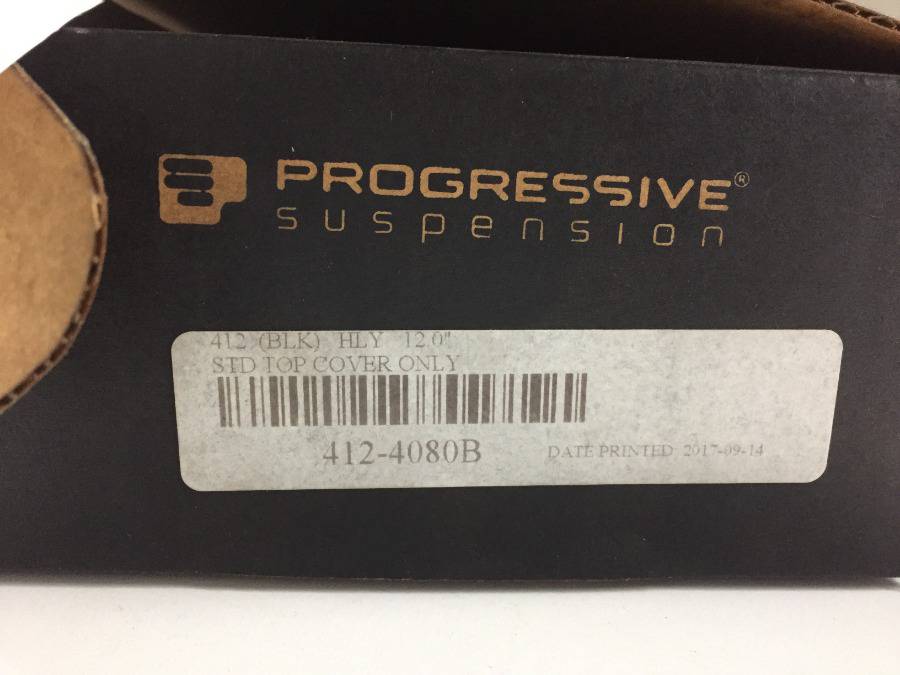 PROGRESSIVE®
suspension
412 (BLK) HLY 12.0"
STD TOP COVER ONLY
412-4080B
DATE PRINTED: 2017-09-14